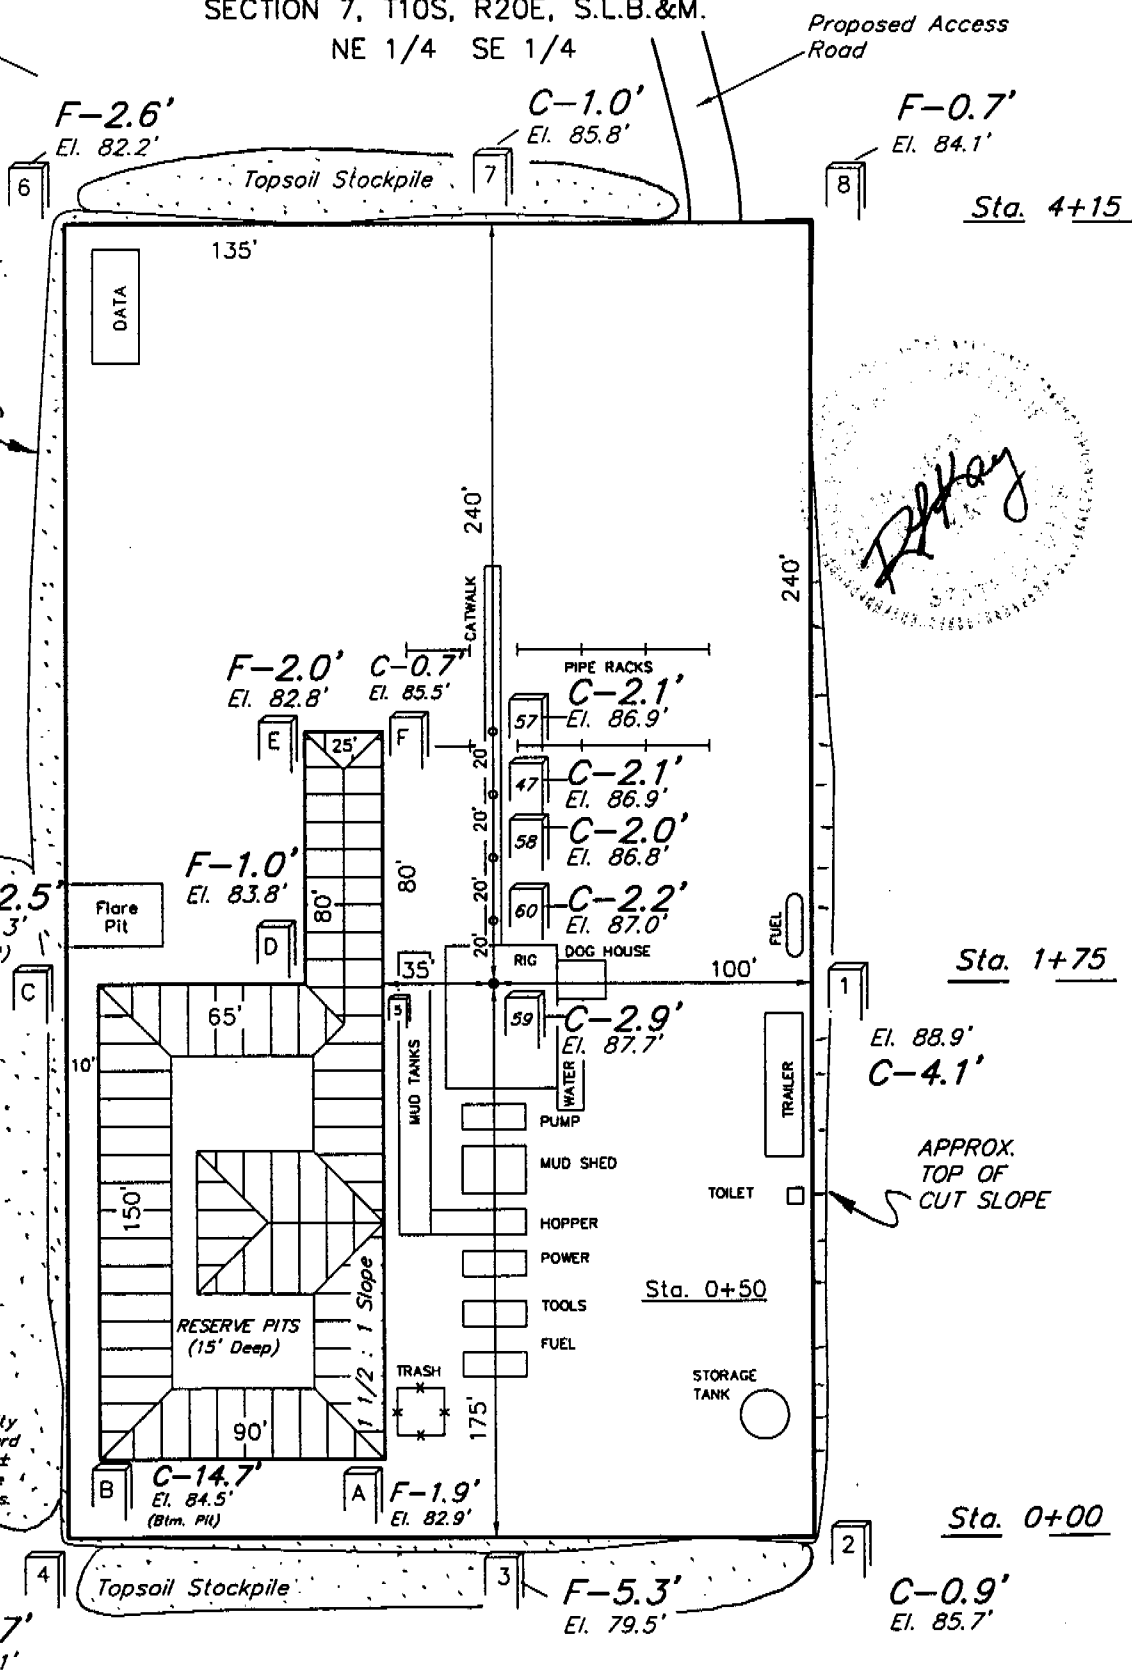 SECTION 7, T10S, R20E, S.L.B.&M.
NE 1/4 SE 1/4
Proposed Access
Road
F-2.6'
El. 82.2'
C-1.0'
El. 85.8'
F-0.7'
El. 84.1'
6
Topsoil Stockpile
7
8
Sta. 4+15
135'
DATA
240'
240'
CATWALK
PIPE RACKS
F-2.0'
El. 82.8'
C-0.7'
El. 85.5'
C-2.1'
El. 86.9'
57
E
25'
F
20'
C-2.1'
El. 86.9'
47
20'
C-2.0'
El. 86.8'
58
F-1.0'
El. 83.8'
80'
80'
20'
C-2.2'
El. 87.0'
60
2.5'
3'
Flare
Pit
FUEL
D
20'
RIG
DOG HOUSE
C
35'
100'
1
Sta. 1+75
65'
5
59
C-2.9'
El. 87.7'
El. 88.9'
C-4.1'
10'
MUD TANKS
WATER
TRAILER
PUMP
MUD SHED
APPROX.
TOP OF
CUT SLOPE
TOILET
150'
HOPPER
POWER
1 1/2 : 1 Slope
Sta. 0+50
RESERVE PITS
(15' Deep)
TOOLS
FUEL
TRASH
STORAGE
TANK
175'
90'
B
C-14.7'
El. 84.5'
(Btm. Pit)
A
F-1.9'
El. 82.9'
Sta. 0+00
2
4
Topsoil Stockpile
3
F-5.3'
El. 79.5'
C-0.9'
El. 85.7'
7'
1'